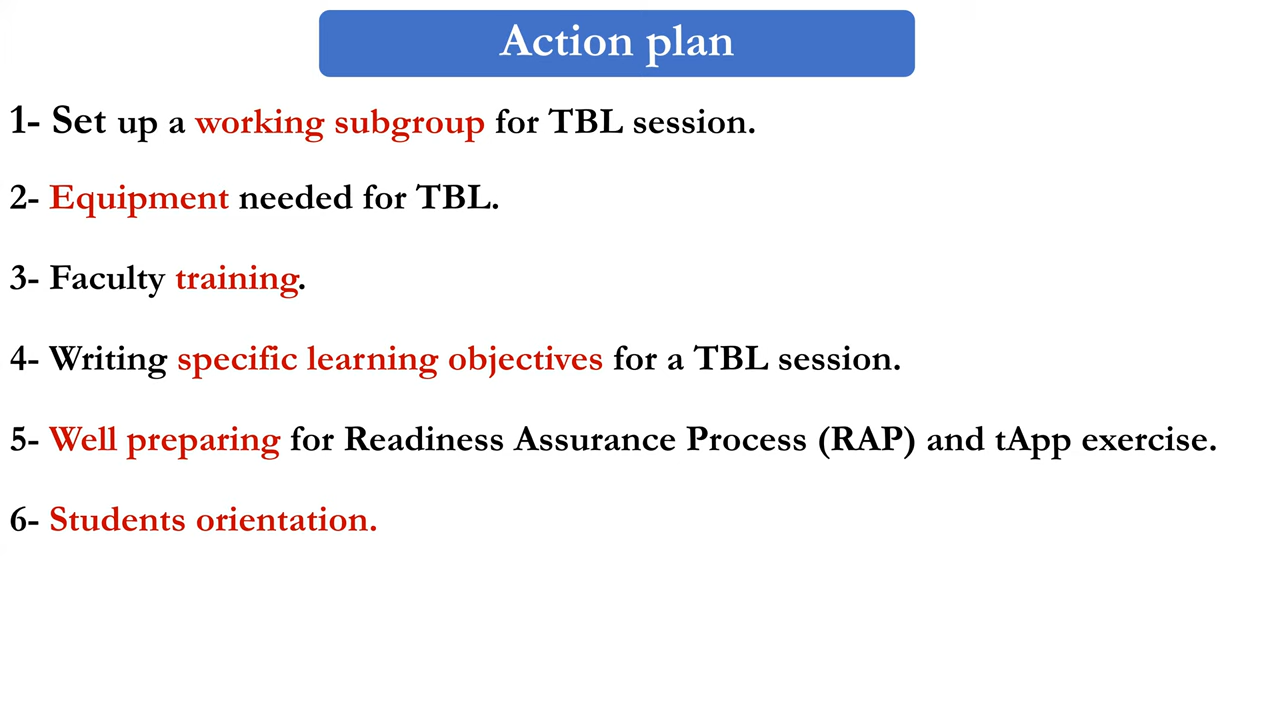 Action plan
1- Set up a working subgroup for TBL session.
2- Equipment needed for TBL.
3- Faculty training.
4- Writing specific learning objectives for a TBL session.
5- Well preparing for Readiness Assurance Process (RAP) and tApp exercise.
6- Students orientation.